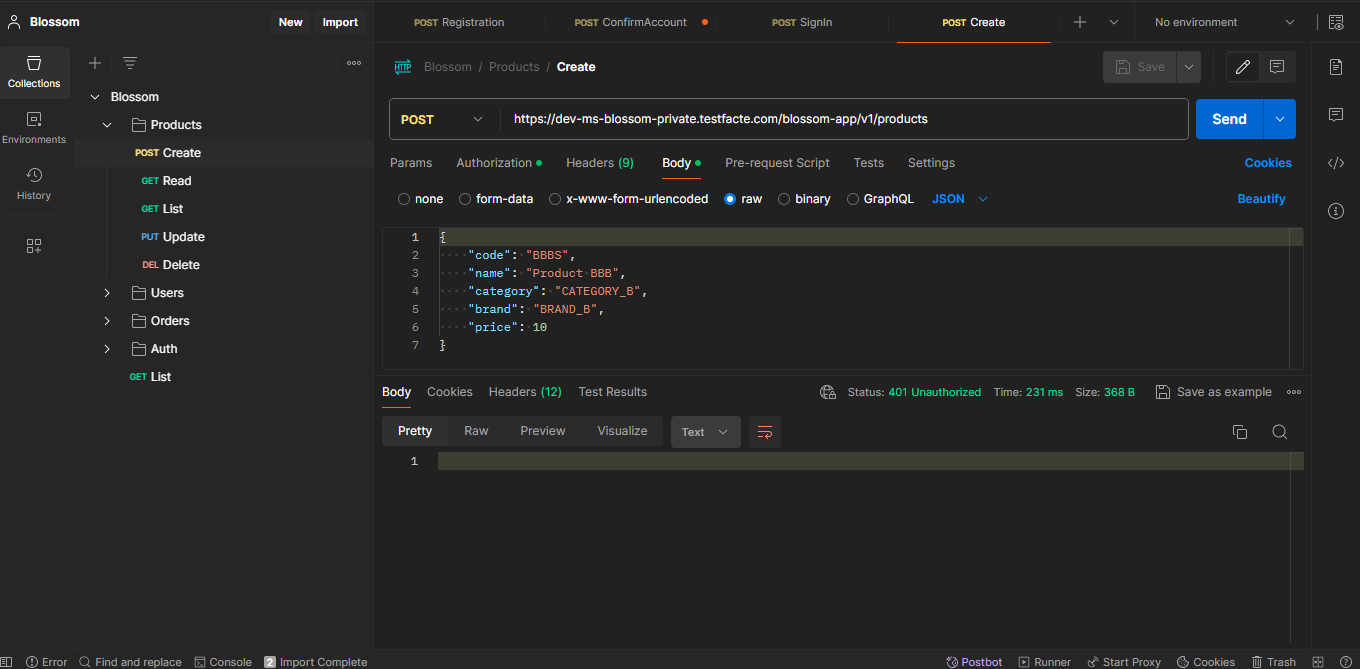 Blossom New Import POST Registration POST ConfirmAccount POST SignIn POST Create No environment
Collections
Environments
History
Blossom
Products
POST Create
GET Read
GET List
PUT Update
DEL Delete
Users
Orders
Auth
GET List
HTTP Blossom / Products / Create Save
POST https://dev-ms-blossom-private.testfacte.com/blossom-app/v1/products Send
Params Authorization Headers (9) Body Pre-request Script Tests Settings Cookies
none form-data x-www-form-urlencoded raw binary GraphQL JSON Beautify
1 {
2 ····"code":·"BBBS",
3 ····"name":·"Product·BBB",
4 ····"category":·"CATEGORY_B",
5 ····"brand":·"BRAND_B",
6 ····"price":·10
7 }
Body Cookies Headers (12) Test Results Status: 401 Unauthorized Time: 231 ms Size: 368 B Save as example
Pretty Raw Preview Visualize Text
1
Error Find and replace Console 2 Import Complete Postbot Runner Start Proxy Cookies Trash